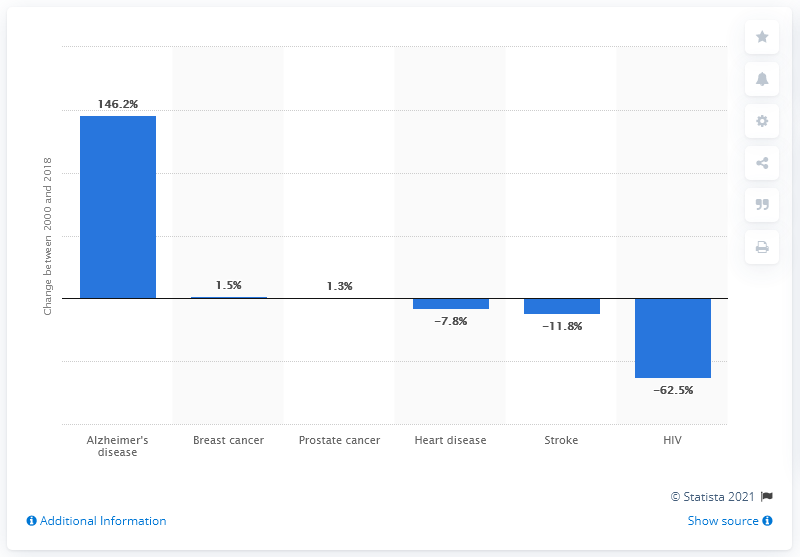 146.2%
1.5%
1.3%
-7.8%
-11.8%
-62.5%
Change between 2000 and 2018
Alzheimer's
disease
Breast cancer
Prostate cancer
Heart disease
Stroke
HIV
© Statista 2021
Additional Information
Show source